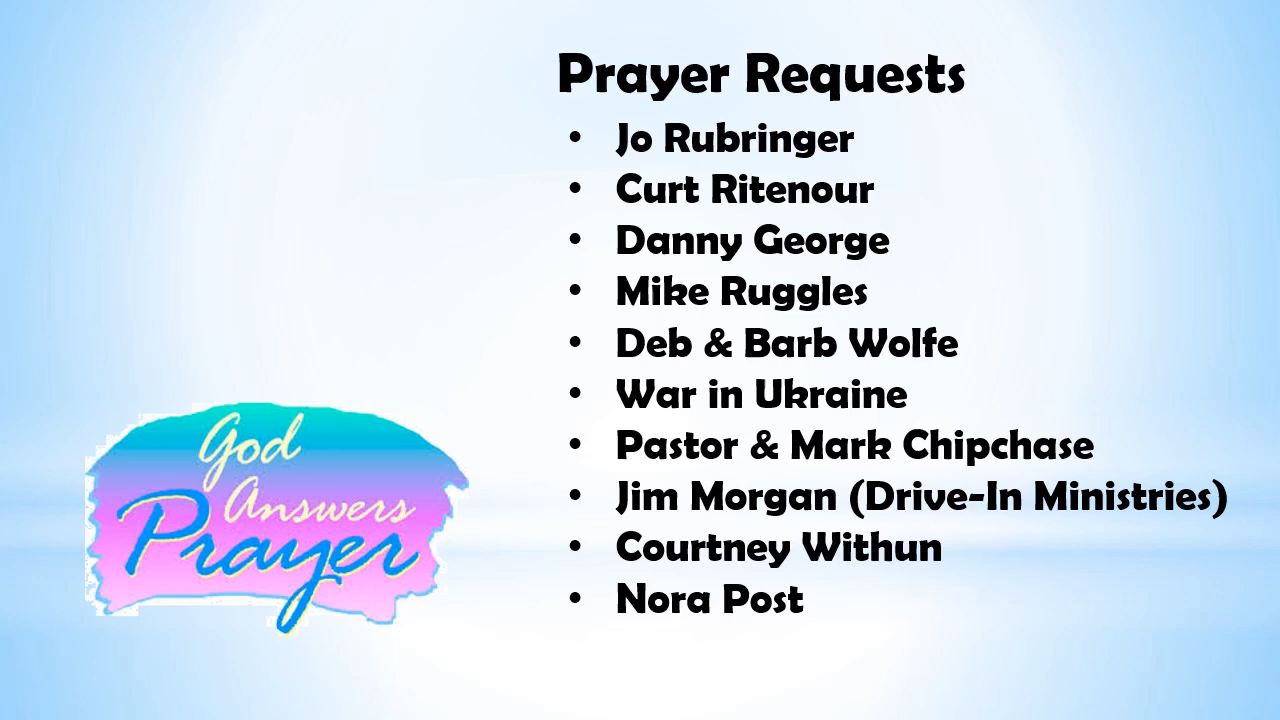 Prayer Requests
• Jo Rubringer
• Curt Ritenour
• Danny George
• Mike Ruggles
• Deb & Barb Wolfe
• War in Ukraine
• Pastor & Mark Chipchase
• Jim Morgan (Drive-In Ministries)
• Courtney Withun
• Nora Post
God
Answers
Prayer